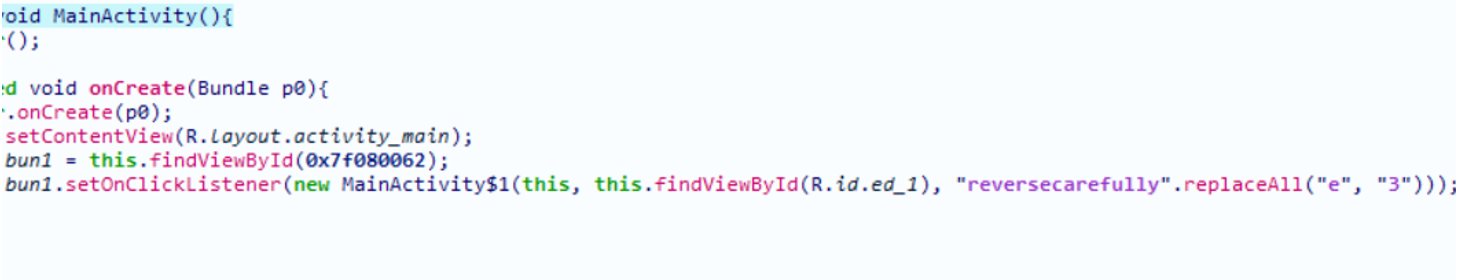 void MainActivity(){
r();
ed void onCreate(Bundle p0){
r.onCreate(p0);
setContentView(R.layout.activity_main);
bun1 = this.findViewById(0x7f080062);
bun1.setOnClickListener(new MainActivity$1(this, this.findViewById(R.id.ed_1), "reversecarefully".replaceAll("e", "3")));